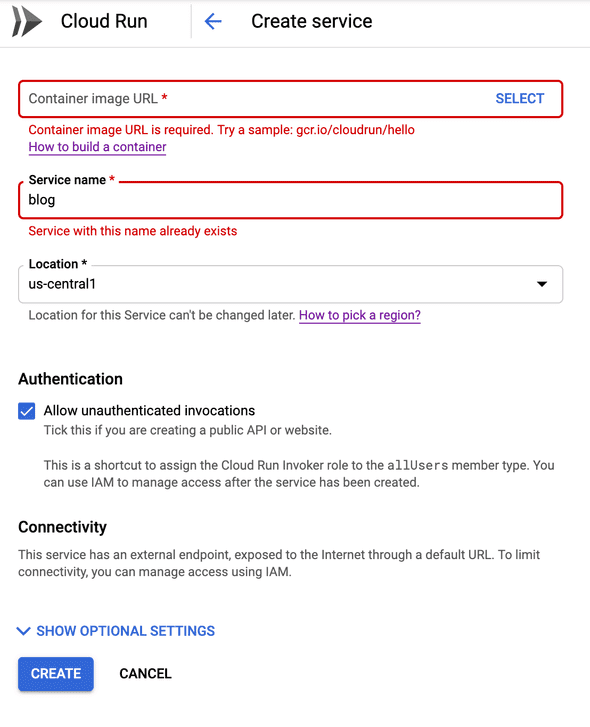 Cloud Run
Create service
Container image URL *
SELECT
Container image URL is required. Try a sample: gcr.io/cloudrun/hello
How to build a container
Service name *
blog
Service with this name already exists
Location *
us-central1
Location for this Service can't be changed later. How to pick a region?
Authentication
Allow unauthenticated invocations
Tick this if you are creating a public API or website.
This is a shortcut to assign the Cloud Run Invoker role to the allUsers member type. You
can use IAM to manage access after the service has been created.
Connectivity
This service has an external endpoint, exposed to the Internet through a default URL. To limit
connectivity, you can manage access using IAM.
SHOW OPTIONAL SETTINGS
CREATE
CANCEL